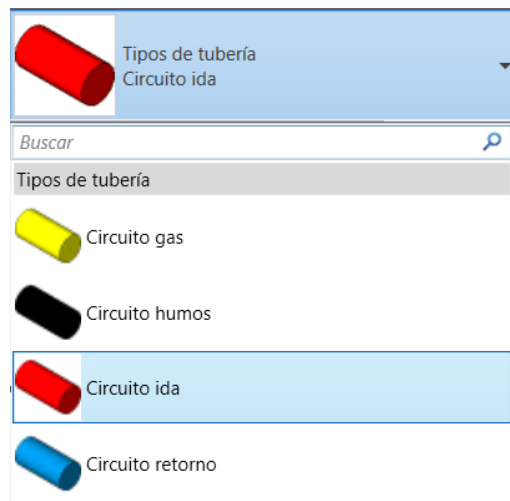 Tipos de tubería
Circuito ida
Buscar
Tipos de tubería
Circuito gas
Circuito humos
Circuito ida
Circuito retorno